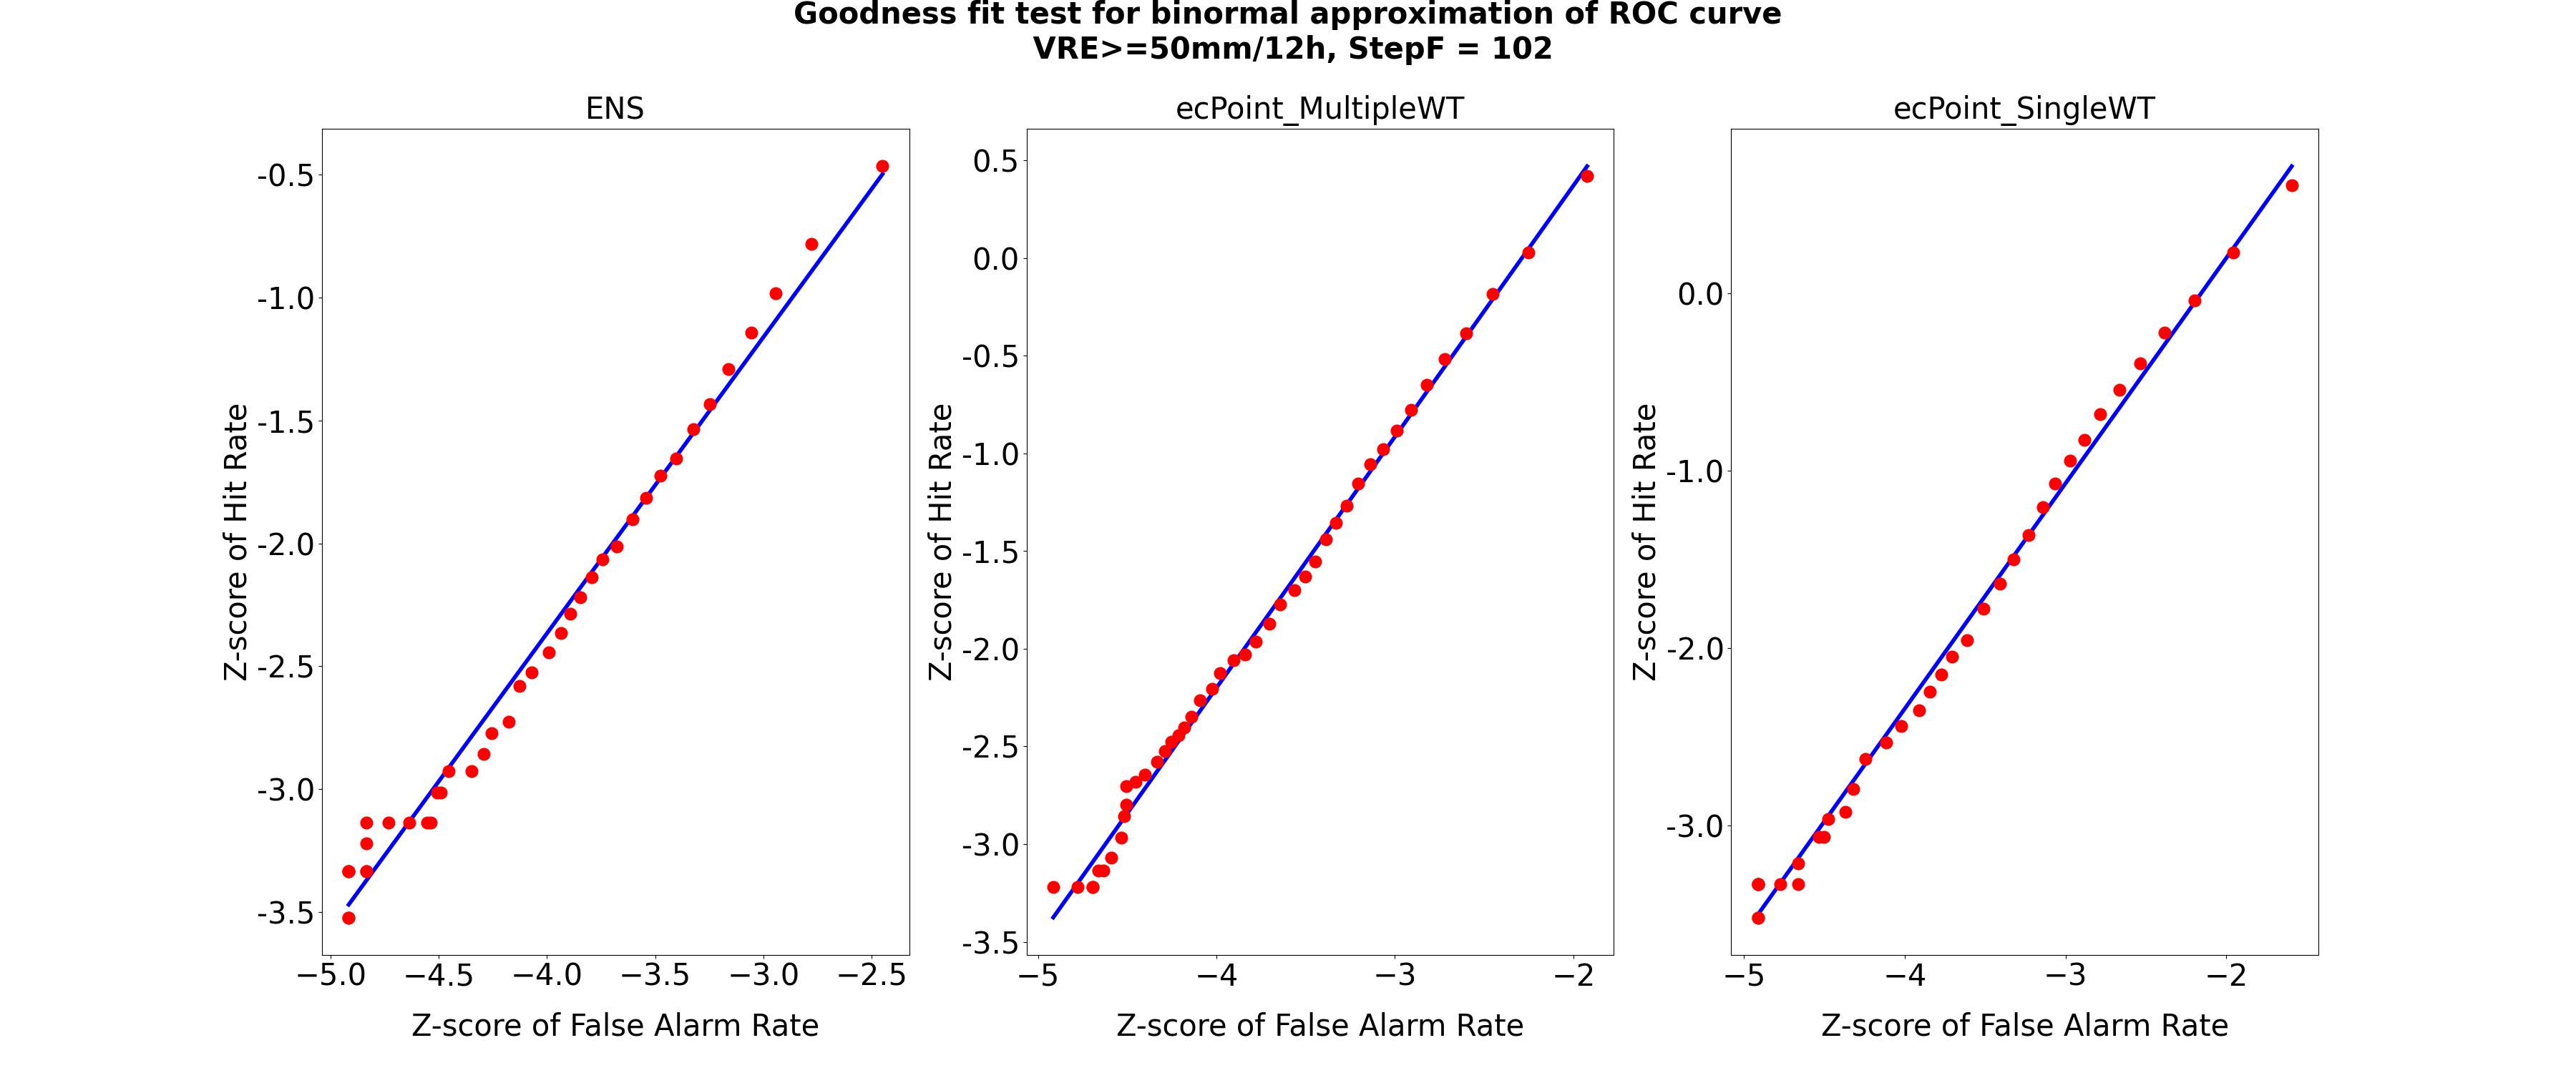 Goodness fit test for binormal approximation of ROC curve
VRE>=50mm/12h, StepF = 102
ENS
Z-score of Hit Rate
-0.5
-1.0
-1.5
-2.0
-2.5
-3.0
-3.5
−5.0 −4.5 −4.0 −3.5 −3.0 −2.5
Z-score of False Alarm Rate
ecPoint_MultipleWT
Z-score of Hit Rate
0.5
0.0
-0.5
-1.0
-1.5
-2.0
-2.5
-3.0
-3.5
−5 −4 −3 −2
Z-score of False Alarm Rate
ecPoint_SingleWT
Z-score of Hit Rate
0.0
-1.0
-2.0
-3.0
−5 −4 −3 −2
Z-score of False Alarm Rate